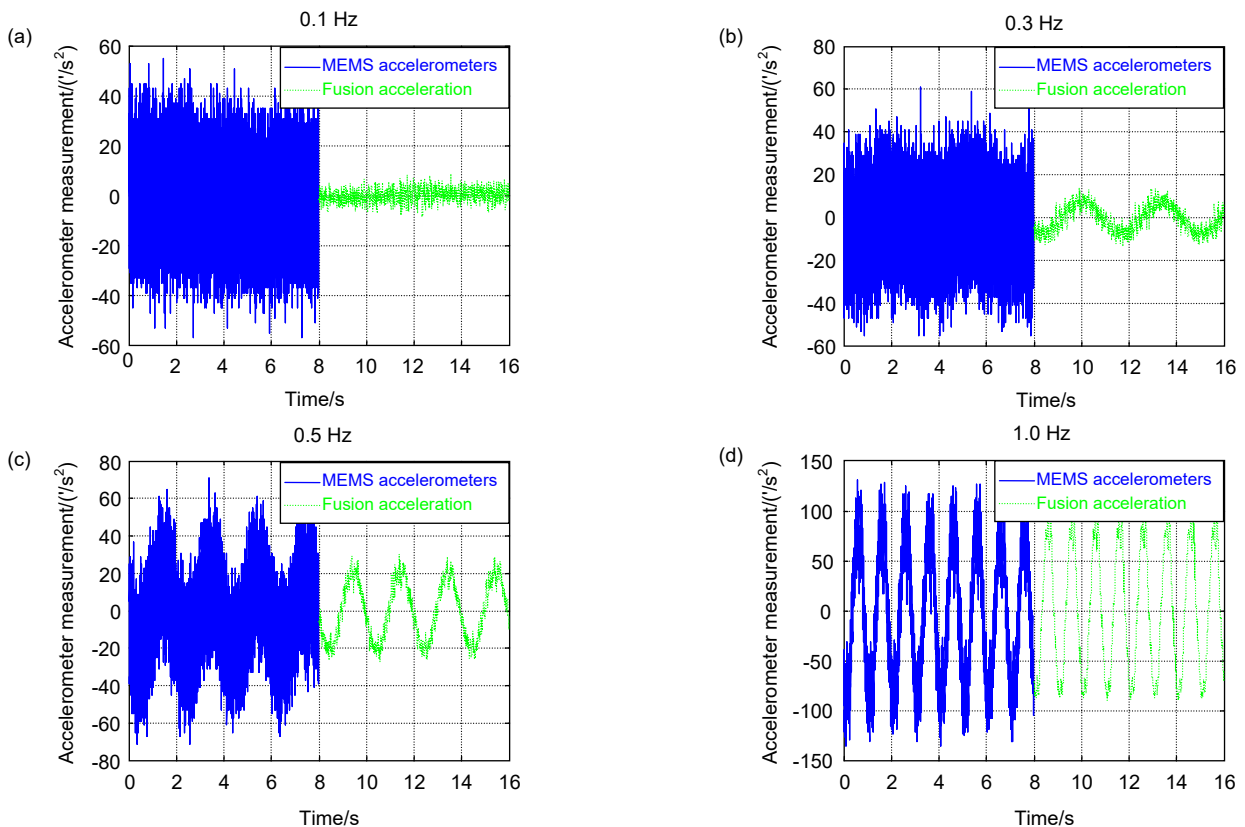 (a)
0.1 Hz
Accelerometer measurement/('/s²)
60
40
20
0
-20
-40
-60
MEMS accelerometers
Fusion acceleration
0 2 4 6 8 10 12 14 16
Time/s
(b)
0.3 Hz
Accelerometer measurement/('/s²)
80
60
40
20
0
-20
-40
-60
MEMS accelerometers
Fusion acceleration
0 2 4 6 8 10 12 14 16
Time/s
(c)
0.5 Hz
Accelerometer measurement/('/s²)
80
60
40
20
0
-20
-40
-60
-80
MEMS accelerometers
Fusion acceleration
0 2 4 6 8 10 12 14 16
Time/s
(d)
1.0 Hz
Accelerometer measurement/('/s²)
150
100
50
0
-50
-100
-150
MEMS accelerometers
Fusion acceleration
0 2 4 6 8 10 12 14 16
Time/s